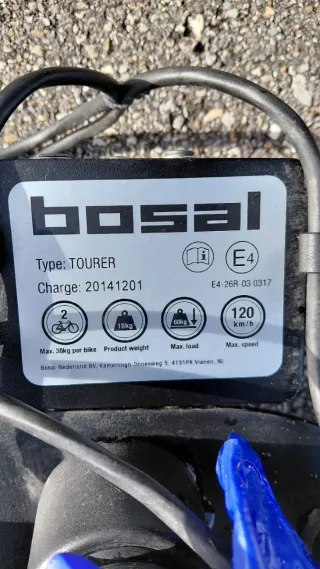 bosal
Type: TOURER
E4
Charge: 20141201
E4-26R-03 0317
2
18kg
60kg
120
km/h
Max. 30kg per bike
Product weight
Max. load
Max. speed
Bosal Nederland BV, Kamerlingh Onnesweg 5, 4131PK Vianen, NL